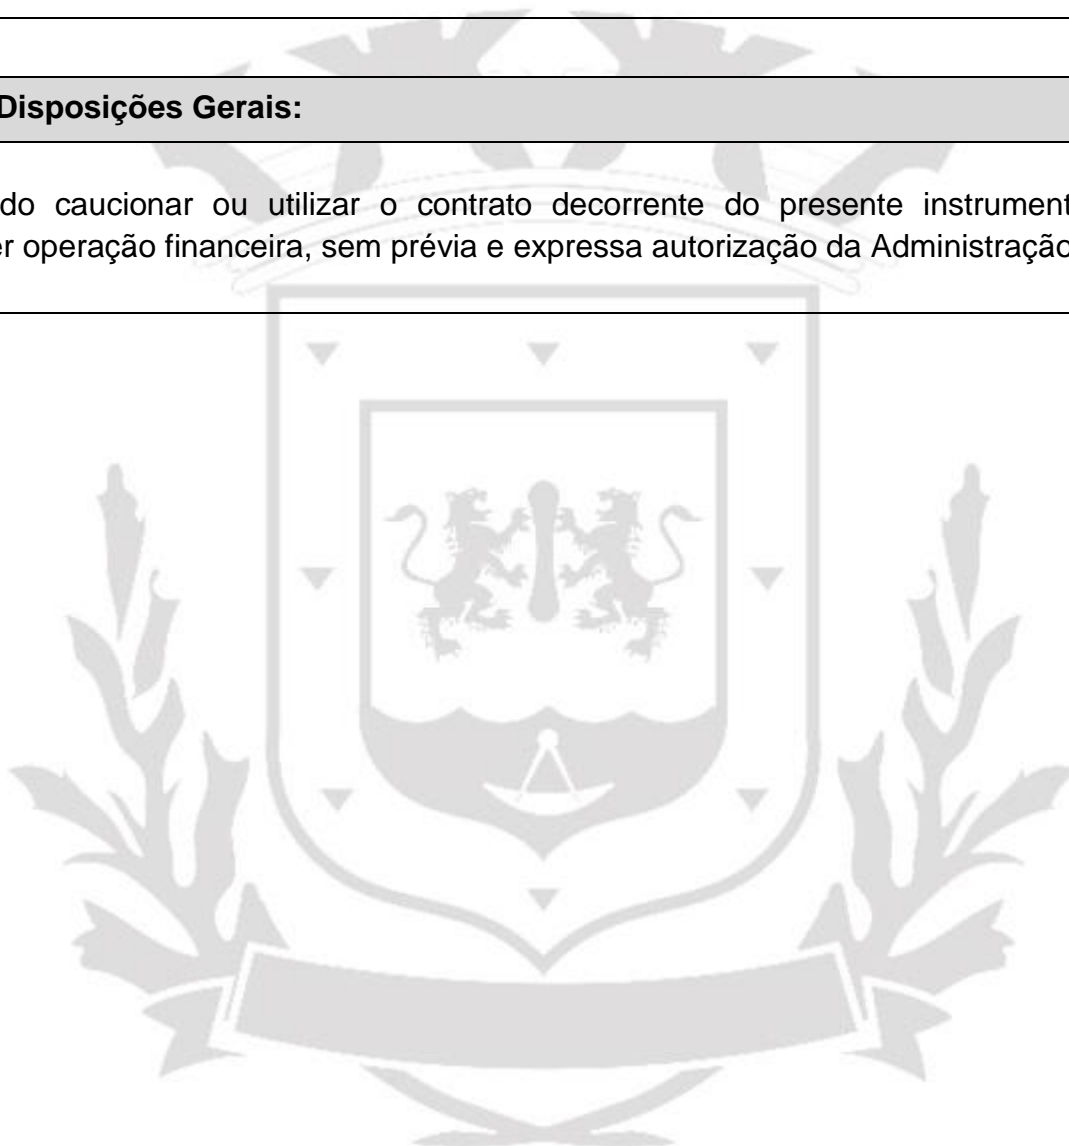 Disposições Gerais:
do caucionar ou utilizar o contrato decorrente do presente instrument
er operação financeira, sem prévia e expressa autorização da Administração